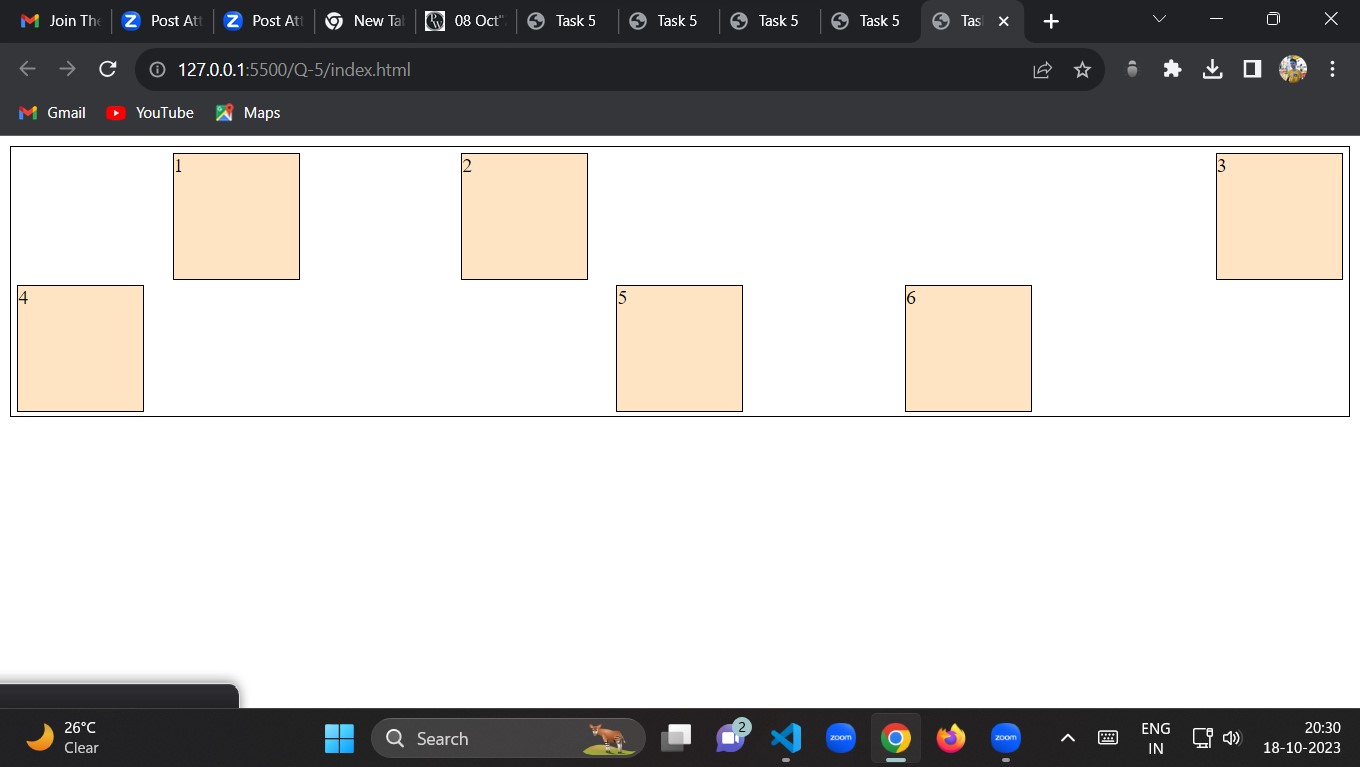 Join The
Post Att
Post Att
New Tab
08 Oct"
Task 5
Task 5
Task 5
Task 5
Tas
127.0.0.1:5500/Q-5/index.html
Gmail
YouTube
Maps
1
2
3
4
5
6
26°C
Clear
Search
2
zoom
zoom
ENG
IN
20:30
18-10-2023